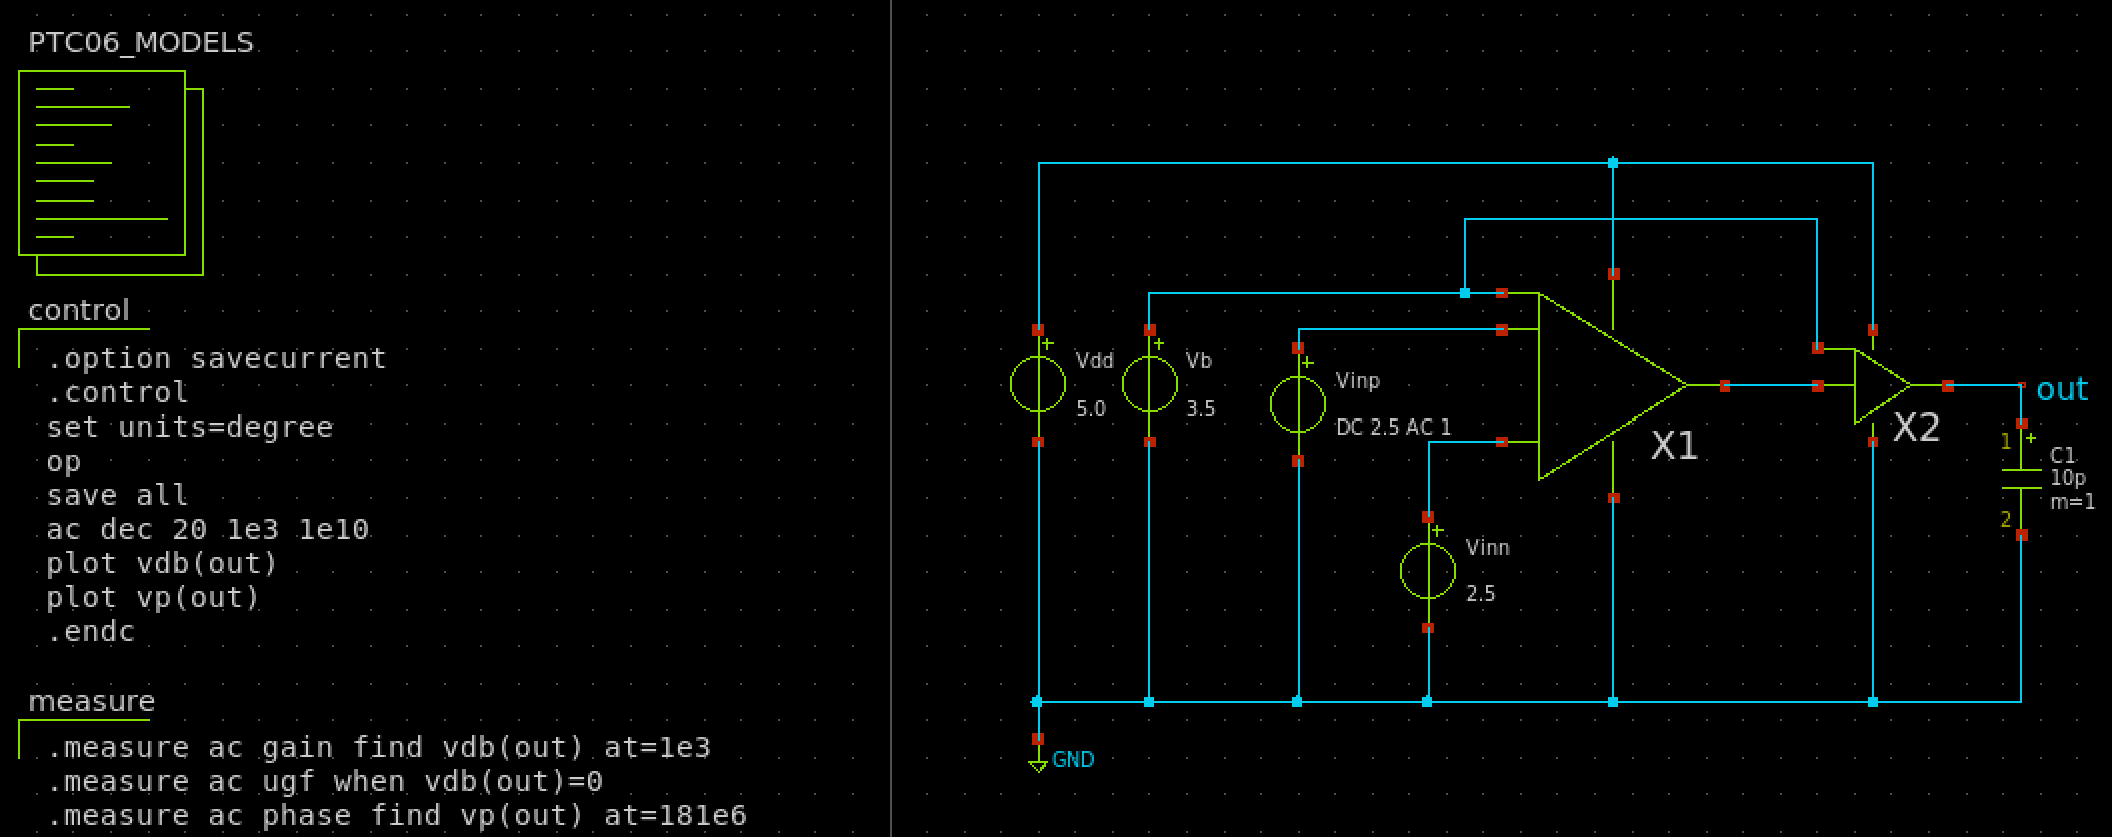 PTC06_MODELS
control
.option savecurrent
.control
set units=degree
op
save all
ac dec 20 1e3 1e10
plot vdb(out)
plot vp(out)
.endc
measure
.measure ac gain find vdb(out) at=1e3
.measure ac ugf when vdb(out)=0
.measure ac phase find vp(out) at=181e6
Vdd
5.0
Vb
3.5
Vinp
DC 2.5 AC 1
Vinn
2.5
X1
X2
out
1
C1
10p
m=1
2
GND